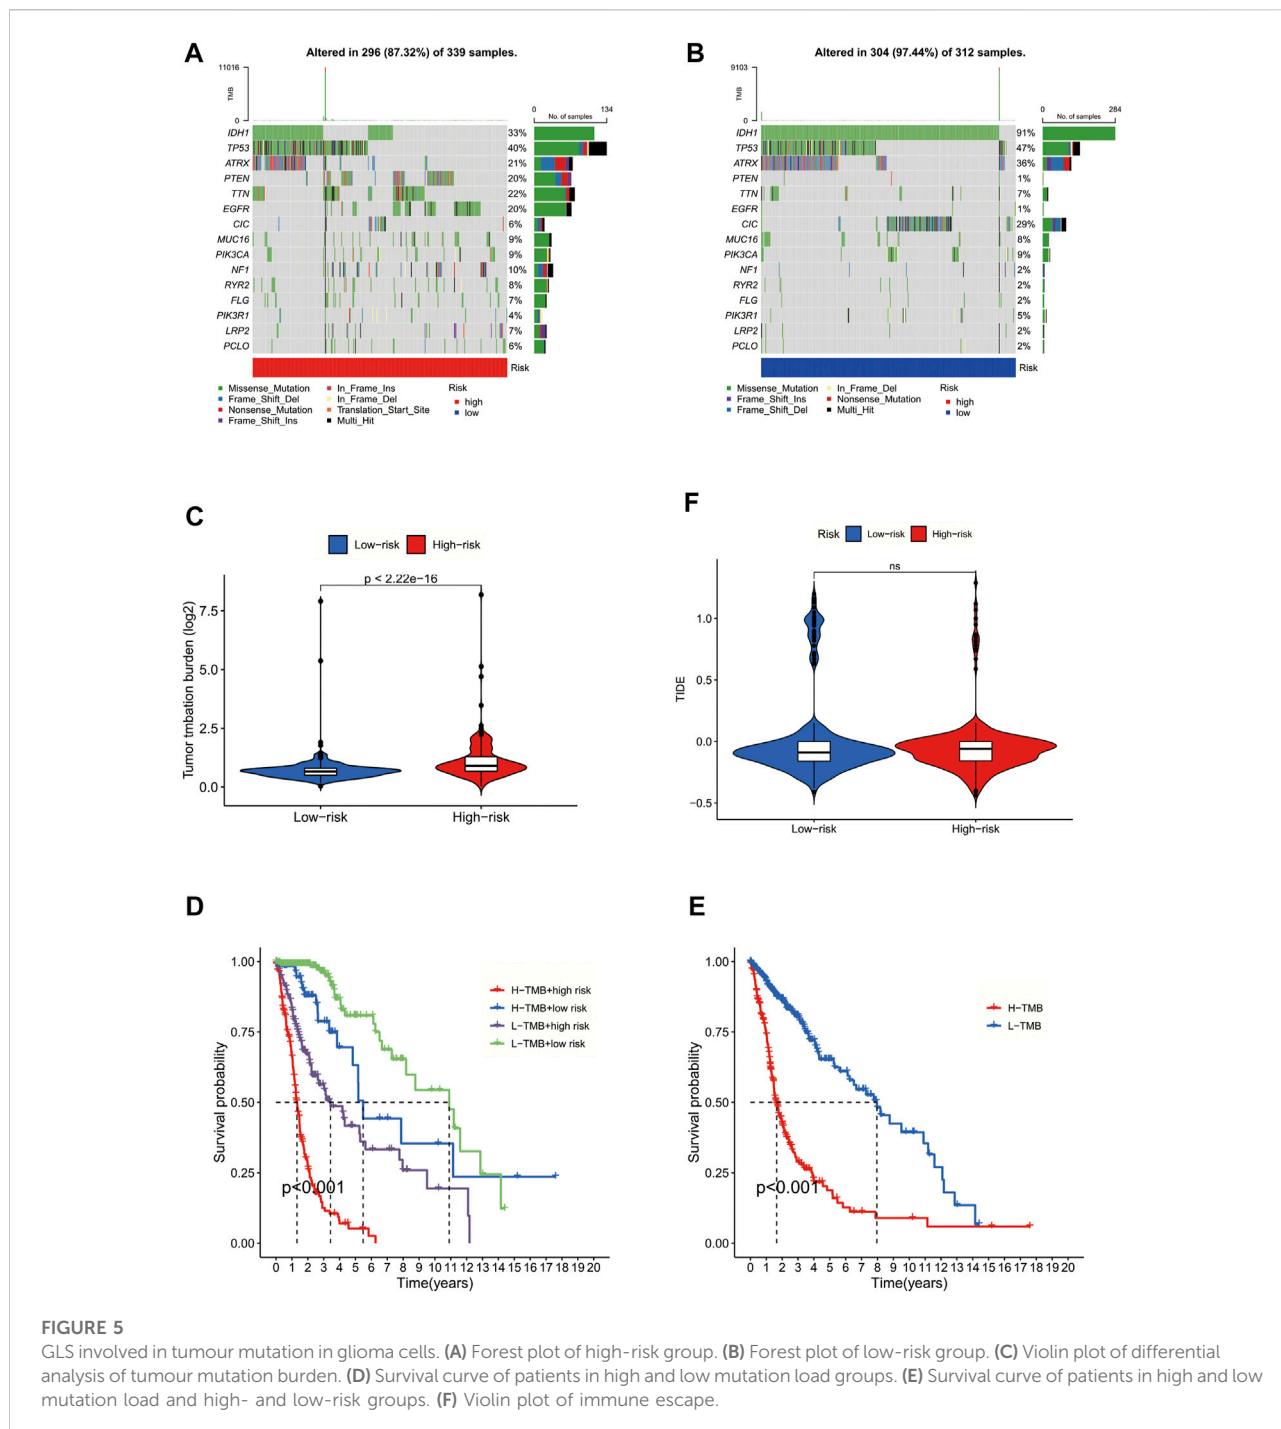 A
Altered in 296 (87.32%) of 339 samples.
11016
TMB
0
0 134
No. of samples
IDH1 33%
TP53 40%
ATRX 21%
PTEN 20%
TTN 22%
EGFR 20%
CIC 6%
MUC16 9%
PIK3CA 9%
NF1 10%
RYR2 8%
FLG 7%
PIK3R1 4%
LRP2 7%
PCLO 6%
Risk
Missense_Mutation In_Frame_Ins Risk
Frame_Shift_Del In_Frame_Del high
Nonsense_Mutation Translation_Start_Site low
Frame_Shift_Ins Multi_Hit
B
Altered in 304 (97.44%) of 312 samples.
9103
TMB
0
0 284
No. of samples
IDH1 91%
TP53 47%
ATRX 36%
PTEN 1%
TTN 7%
EGFR 1%
CIC 29%
MUC16 8%
PIK3CA 9%
NF1 2%
RYR2 2%
FLG 2%
PIK3R1 5%
LRP2 2%
PCLO 2%
Risk
Missense_Mutation In_Frame_Del Risk
Frame_Shift_Ins Nonsense_Mutation high
Frame_Shift_Del Multi_Hit low
C
Low-risk High-risk
p < 2.22e-16
Tumor tmbation burden (log2)
7.5
5.0
2.5
0.0
Low-risk High-risk
F
Risk Low-risk High-risk
ns
TIDE
1.0
0.5
0.0
-0.5
Low-risk High-risk
D
Survival probability
1.00
0.75
0.50
0.25
0.00
H-TMB+high risk
H-TMB+low risk
L-TMB+high risk
L-TMB+low risk
p<0.001
0 1 2 3 4 5 6 7 8 9 10 11 12 13 14 15 16 17 18 19 20
Time(years)
E
Survival probability
1.00
0.75
0.50
0.25
0.00
H-TMB
L-TMB
p<0.001
0 1 2 3 4 5 6 7 8 9 10 11 12 13 14 15 16 17 18 19 20
Time(years)
FIGURE 5
GLS involved in tumour mutation in glioma cells. (A) Forest plot of high-risk group. (B) Forest plot of low-risk group. (C) Violin plot of differential
analysis of tumour mutation burden. (D) Survival curve of patients in high and low mutation load groups. (E) Survival curve of patients in high and low
mutation load and high- and low-risk groups. (F) Violin plot of immune escape.